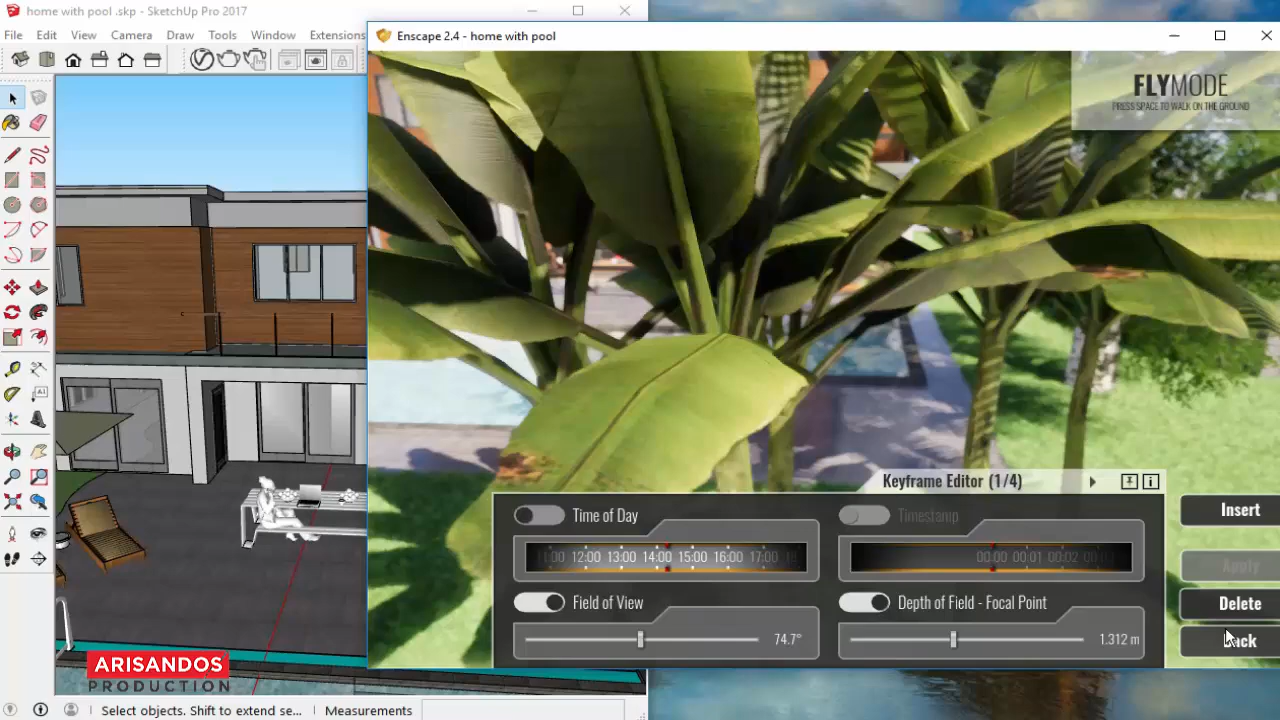 home with pool .skp - SketchUp Pro 2017
File Edit View Camera Draw Tools Window Extensions
Enscape 2.4 - home with pool
FLYMODE
PRESS SPACE TO WALK ON THE GROUND
Keyframe Editor (1/4)
Time of Day
11:00 12:00 13:00 14:00 15:00 16:00 17:00
Timestamp
00:00 00:01 00:02
Field of View
74.7°
Depth of Field - Focal Point
1.312 m
Insert
Apply
Delete
Back
ARISANDOS
PRODUCTION
Select objects. Shift to extend se...
Measurements